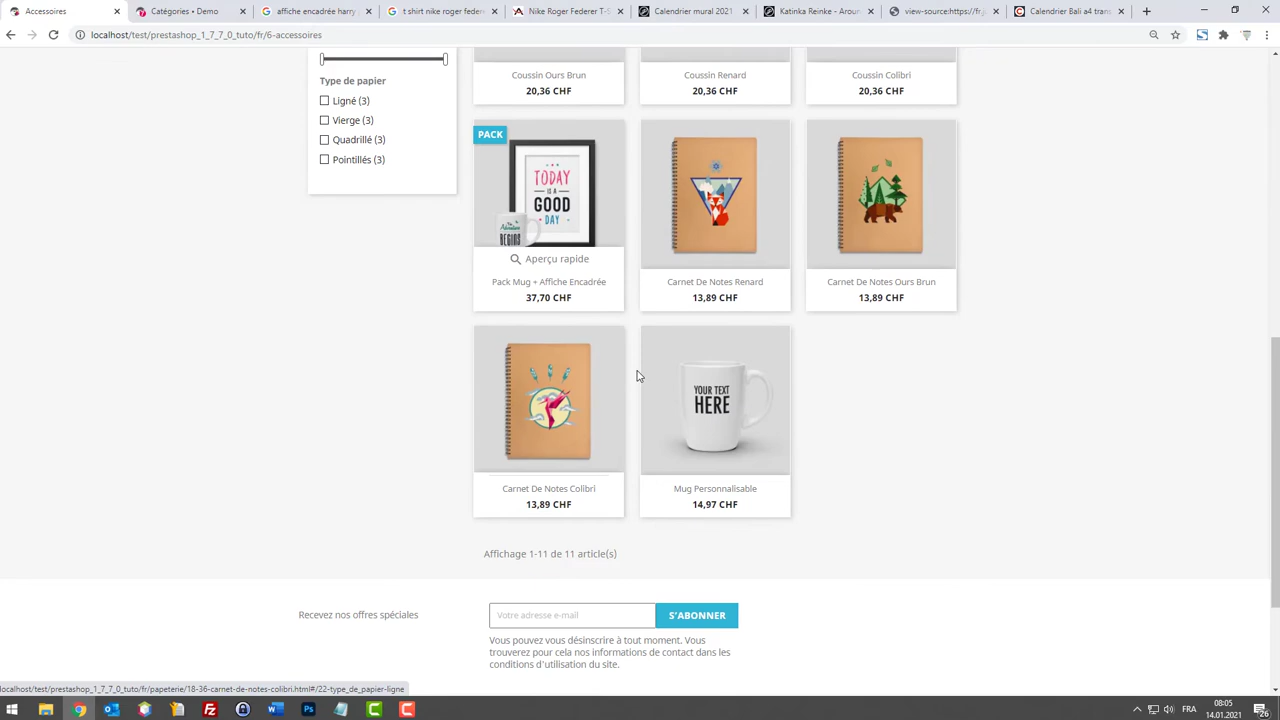 Accessoires
Catégories • Demo
affiche encadrée harry
t shirt nike roger federe
Nike Roger Federer T-S
Calendrier mural 2021
Katinka Reinke - Aroun
view-source:https://fr.j
Calendrier Bali a4 trans
localhost/test/prestashop_1_7_7_0_tuto/fr/6-accessoires
Type de papier
Ligné (3)
Vierge (3)
Quadrillé (3)
Pointillés (3)
Coussin Ours Brun
20,36 CHF
Coussin Renard
20,36 CHF
Coussin Colibri
20,36 CHF
PACK
TODAY
IS A
GOOD
DAY
Adventure
BEGINS
Aperçu rapide
Pack Mug + Affiche Encadrée
37,70 CHF
Carnet De Notes Renard
13,89 CHF
Carnet De Notes Ours Brun
13,89 CHF
YOUR TEXT
HERE
Carnet De Notes Colibri
13,89 CHF
Mug Personnalisable
14,97 CHF
Affichage 1-11 de 11 article(s)
Recevez nos offres spéciales
Votre adresse e-mail
S'ABONNER
Vous pouvez vous désinscrire à tout moment. Vous
trouverez pour cela nos informations de contact dans les
conditions d'utilisation du site.
localhost/test/prestashop_1_7_7_0_tuto/fr/papeterie/18-36-carnet-de-notes-colibri.html#/22-type_de_papier-ligne
FRA
08:05
14.01.2021
26